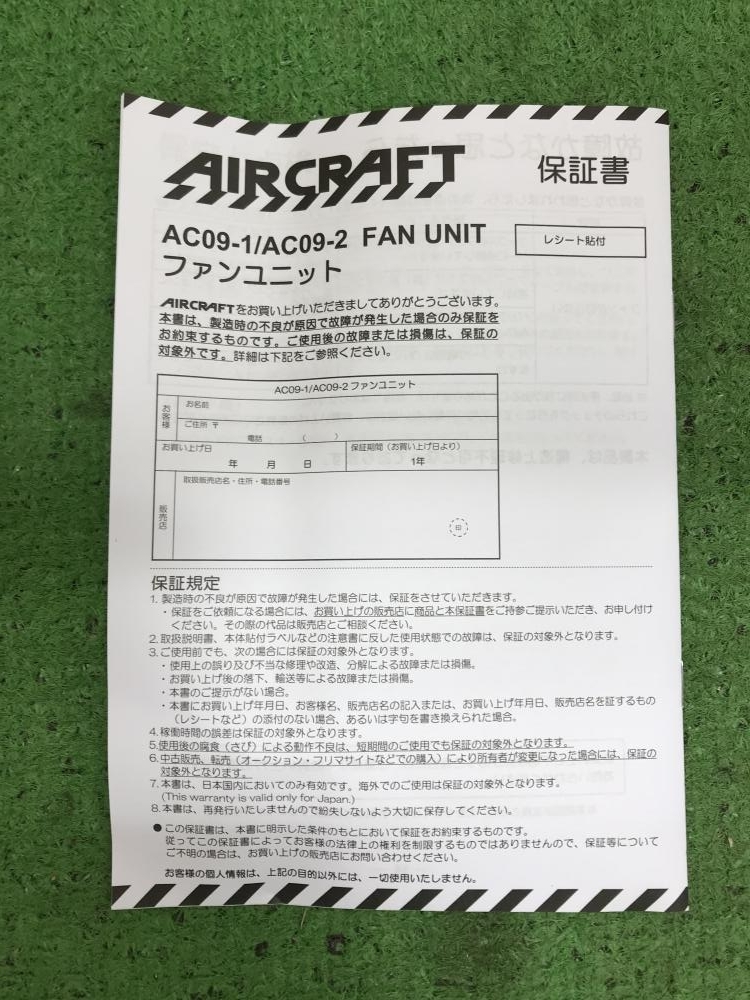 AIRCRAFT
保証書
AC09-1/AC09-2 FAN UNIT
ファンユニット
レシート貼付
AIRCRAFTをお買い上げいただきましてありがとうございます。
本書は、製造時の不良が原因で故障が発生した場合のみ保証を
お約束するものです。ご使用後の故障または損傷は、保証の
対象外です。詳細は下記をご参照ください。
AC09-1/AC09-2 ファンユニット
お客様
お名前
ご住所 〒
電話 ( )
お買い上げ日
年 月 日
保証期間（お買い上げ日より）
1年
販売店
取扱販売店名・住所・電話番号
印
保証規定
1. 製造時の不良が原因で故障が発生した場合には、保証をさせていただきます。
・保証をご依頼になる場合には、お買い上げの販売店に商品と本保証書をご持参ご提示いただき、お申し付け
ください。その際の代品は販売店とご相談ください。
2. 取扱説明書、本体貼付ラベルなどの注意書に反した使用状態での故障は、保証の対象外となります。
3. ご使用前でも、次の場合には保証の対象外となります。
・使用上の誤り及び不当な修理や改造、分解による故障または損傷。
・お買い上げ後の落下、輸送等による故障または損傷。
・本書のご提示がない場合。
・本書にお買い上げ年月日、お客様名、販売店名の記入または、お買い上げ年月日、販売店名を証するもの
（レシートなど）の添付のない場合、あるいは字句を書き換えられた場合。
4. 稼働時間の誤差は保証の対象外となります。
5. 使用後の腐食（さび）による動作不良は、短期間のご使用でも保証の対象外となります。
6. 中古販売、転売（オークション・フリマサイトなどでの購入）により所有者が変更になった場合には、保証の
対象外となります。
7. 本書は、日本国内においてのみ有効です。海外でのご使用は保証の対象外となります。
(This warranty is valid only for Japan.)
8. 本書は、再発行いたしませんので紛失しないよう大切に保存してください。
● この保証書は、本書に明示した条件のもとにおいて保証をお約束するものです。
従ってこの保証書によってお客様の法律上の権利を制限するものではありませんので、保証等について
ご不明の場合は、お買い上げの販売店にお問い合わせください。
お客様の個人情報は、上記の目的以外には、一切使用いたしません。